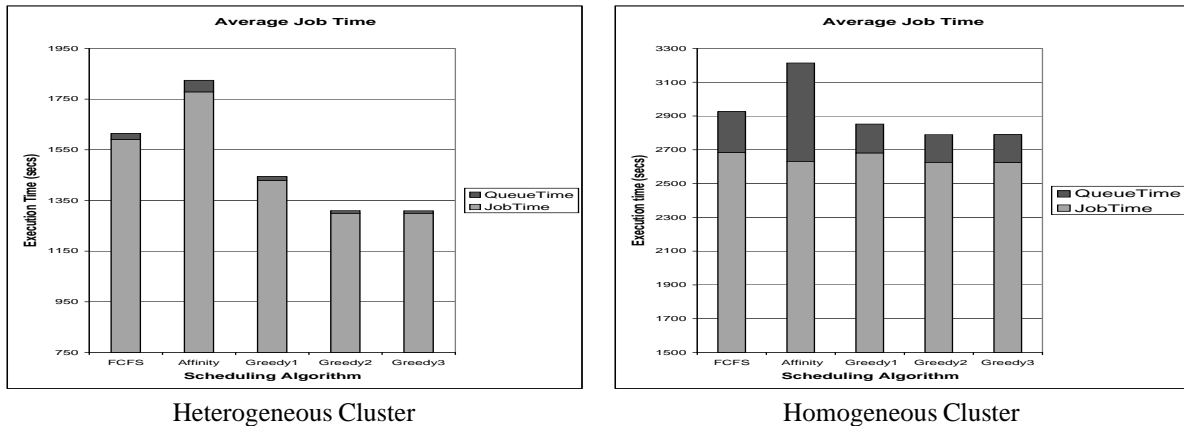 Average Job Time
1950
1750
1550
1350
1150
950
750
Execution Time (secs)
QueueTime
JobTime
FCFS Affinity Greedy1 Greedy2 Greedy3
Scheduling Algorithm
Heterogeneous Cluster
Average Job Time
3300
3100
2900
2700
2500
2300
2100
1900
1700
1500
Execution time (secs)
QueueTime
JobTime
FCFS Affinity Greedy1 Greedy2 Greedy3
Scheduling Algorithm
Homogeneous Cluster